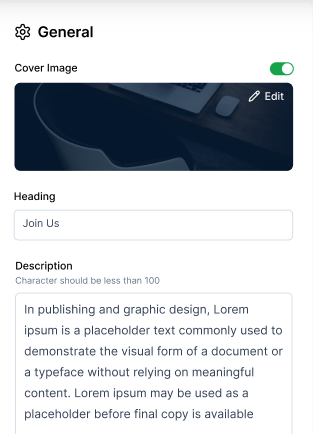 General
Cover Image
Edit
Heading
Join Us
Description
Character should be less than 100
In publishing and graphic design, Lorem
ipsum is a placeholder text commonly used to
demonstrate the visual form of a document or
a typeface without relying on meaningful
content. Lorem ipsum may be used as a
placeholder before final copy is available